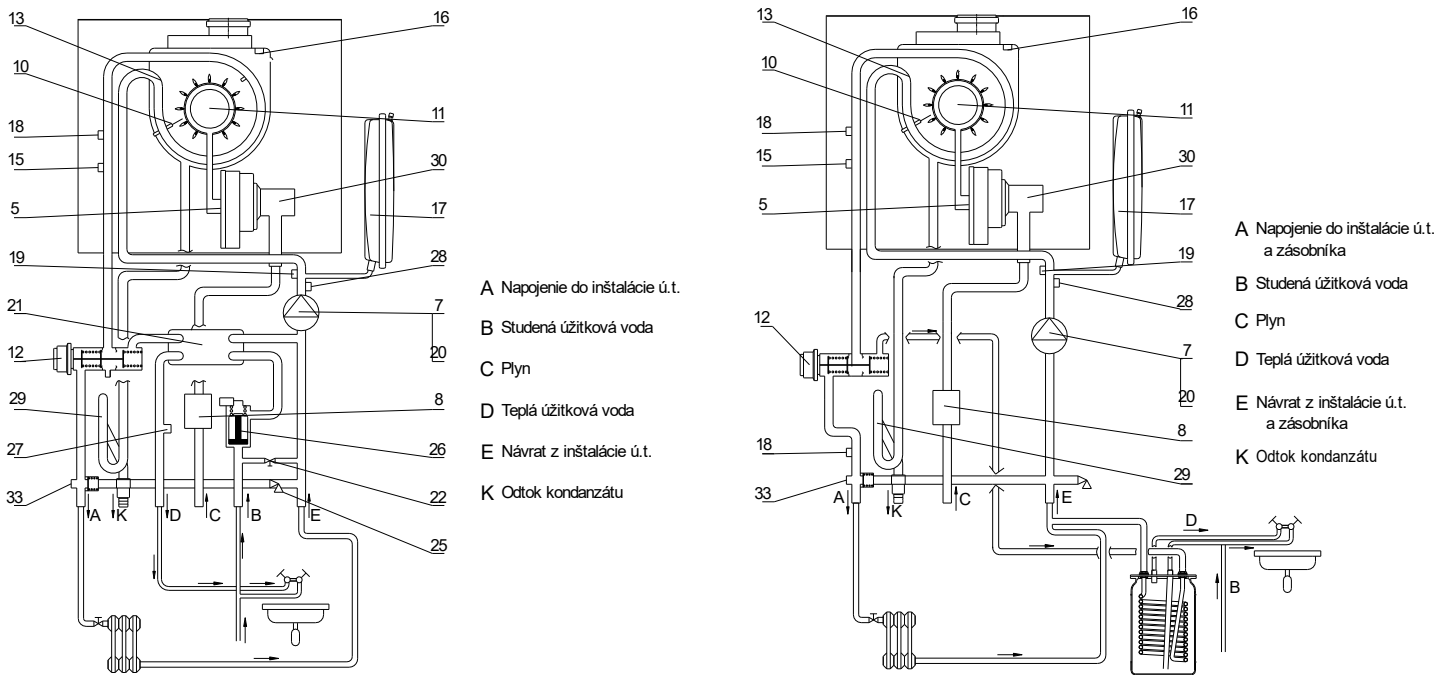 13
16
10
11
18
15
30
5
17
19
28
21
7
12
20
29
8
27
26
33
22
25
A
K
D
C
B
E
A Napojenie do inštalácie ú.t.
B Studená úžitková voda
C Plyn
D Teplá úžitková voda
E Návrat z inštalácie ú.t.
K Odtok kondanzátu
13
16
10
11
18
15
30
5
17
19
28
12
7
20
8
18
29
33
A
K
C
E
D
B
A Napojenie do inštalácie ú.t.
a zásobníka
B Studená úžitková voda
C Plyn
D Teplá úžitková voda
E Návrat z inštalácie ú.t.
a zásobníka
K Odtok kondanzátu